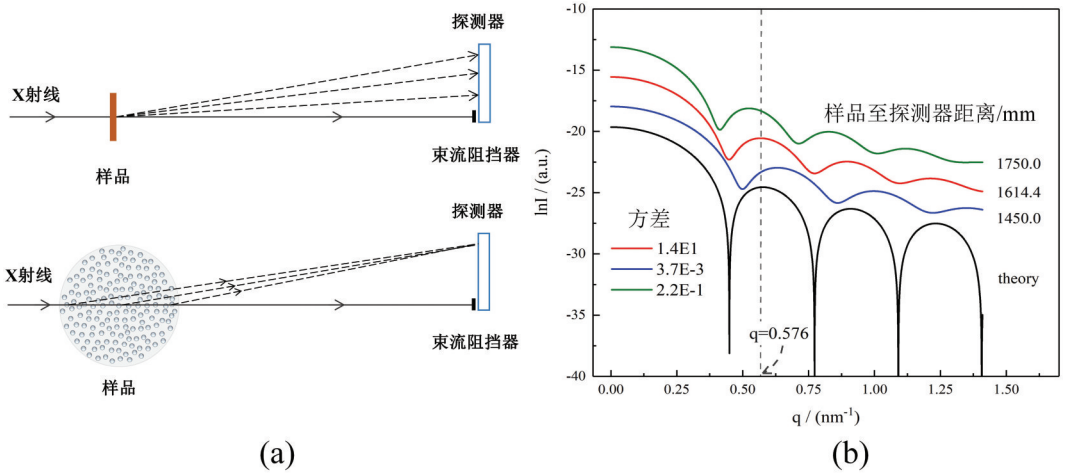 探测器
X射线
样品
束流阻挡器
探测器
X射线
样品
束流阻挡器
(a)
(b)
-10
-15
-20
-25
-30
-35
-40
lnI / (a.u.)
样品至探测器距离/mm
1750.0
1614.4
1450.0
theory
方差
1.4E1
3.7E-3
2.2E-1
q=0.576
0.00
0.25
0.50
0.75
1.00
1.25
1.50
q / (nm⁻¹)
(b)